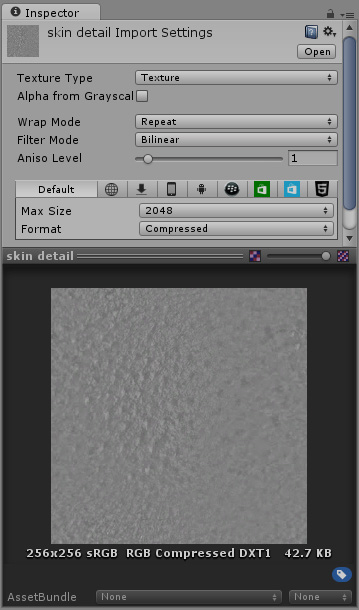 Inspector
skin detail Import Settings
Open
Texture Type Texture
Alpha from Grayscal
Wrap Mode Repeat
Filter Mode Bilinear
Aniso Level 1
Default
Max Size 2048
Format Compressed
skin detail
256x256 sRGB RGB Compressed DXT1 42.7 KB
AssetBundle None None